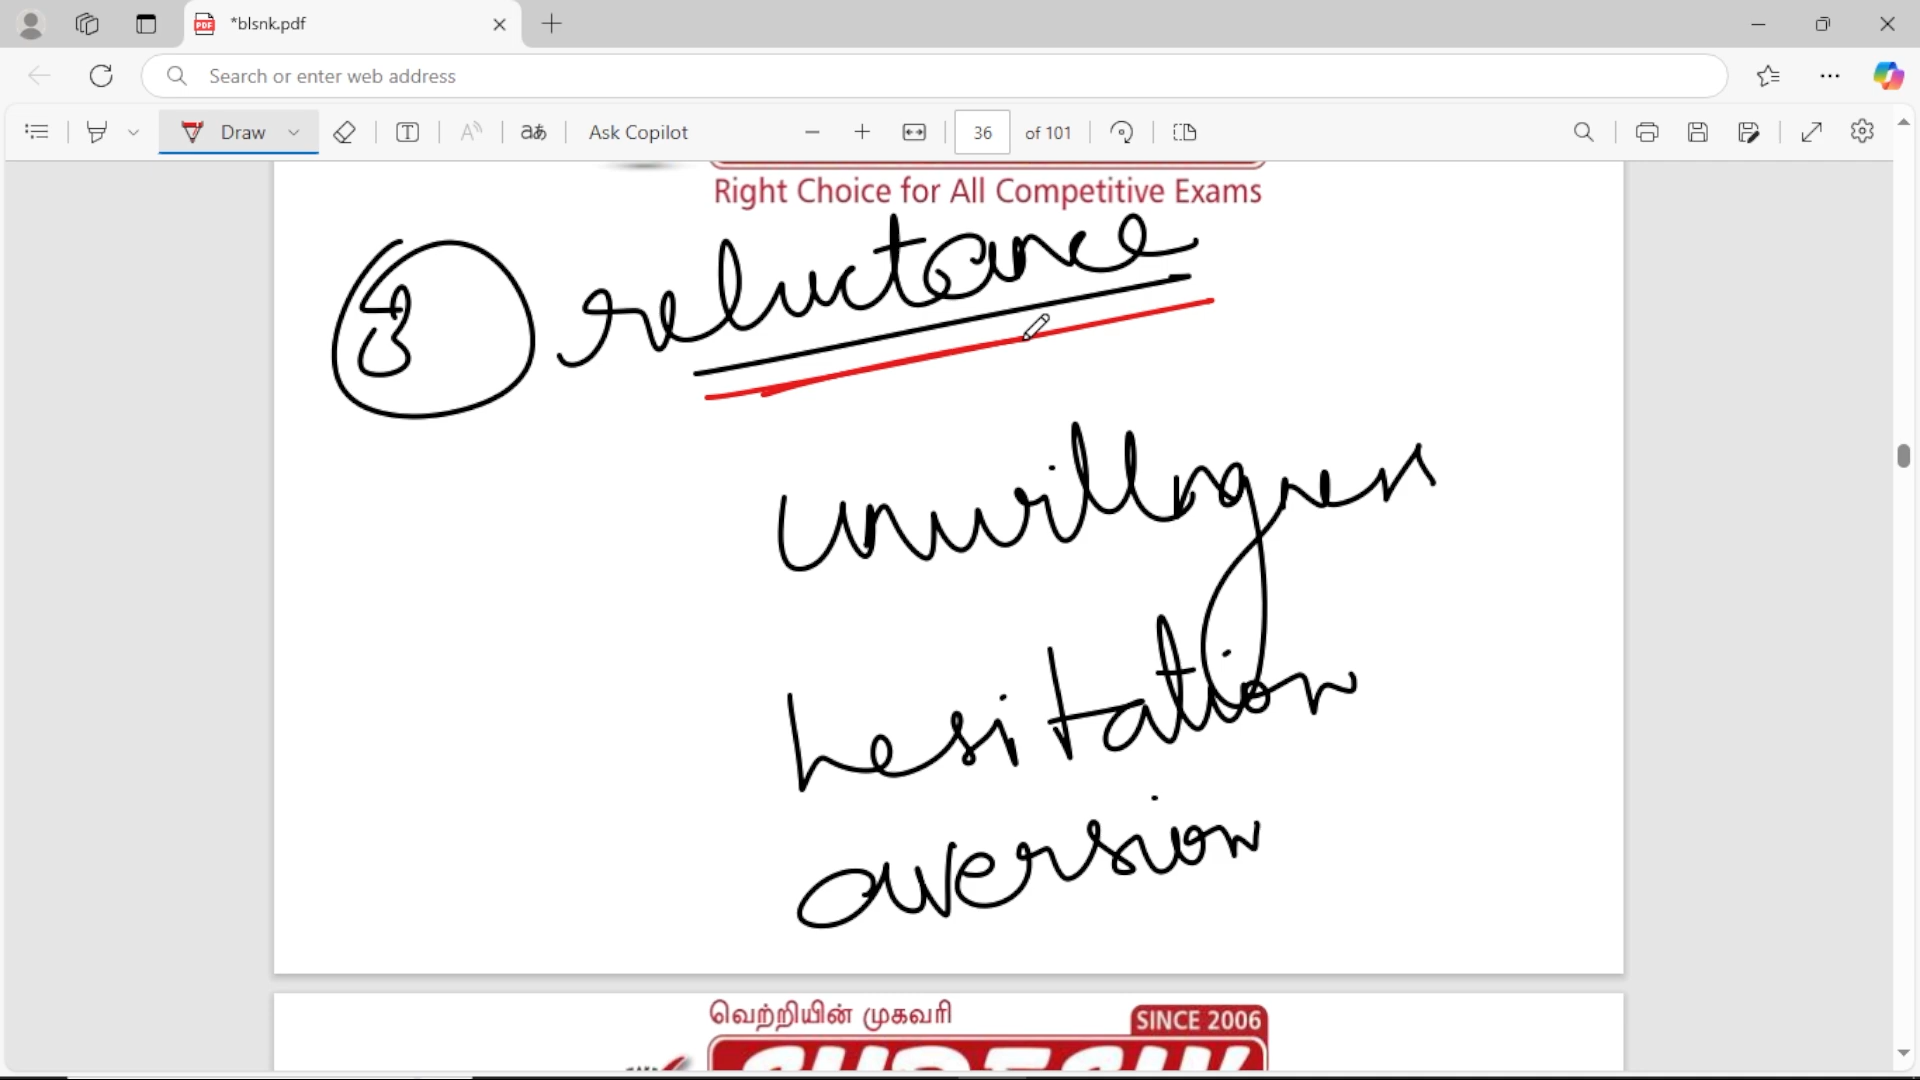 *blsnk.pdf
Search or enter web address
Draw
Ask Copilot
36 of 101
Right Choice for All Competitive Exams
reluctance
unwillingness
hesitation
aversion
வெற்றியின் முகவரி
SINCE 2006